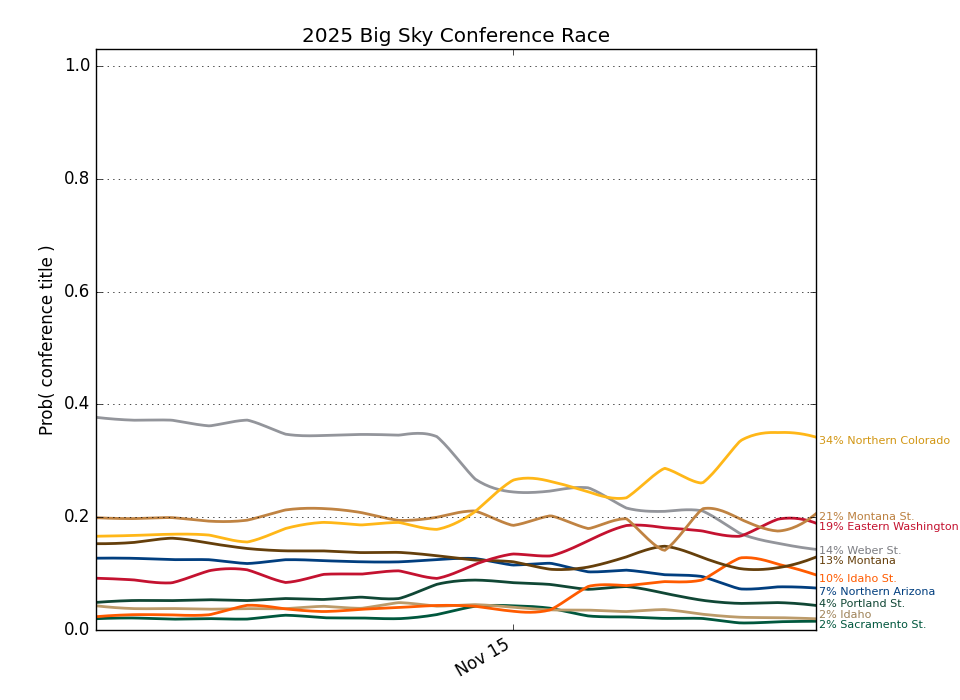 2025 Big Sky Conference Race
1.0
0.8
0.6
0.4
0.2
0.0
Prob( conference title )
Nov 15
34% Northern Colorado
21% Montana St.
19% Eastern Washington
14% Weber St.
13% Montana
10% Idaho St.
7% Northern Arizona
4% Portland St.
2% Idaho
2% Sacramento St.